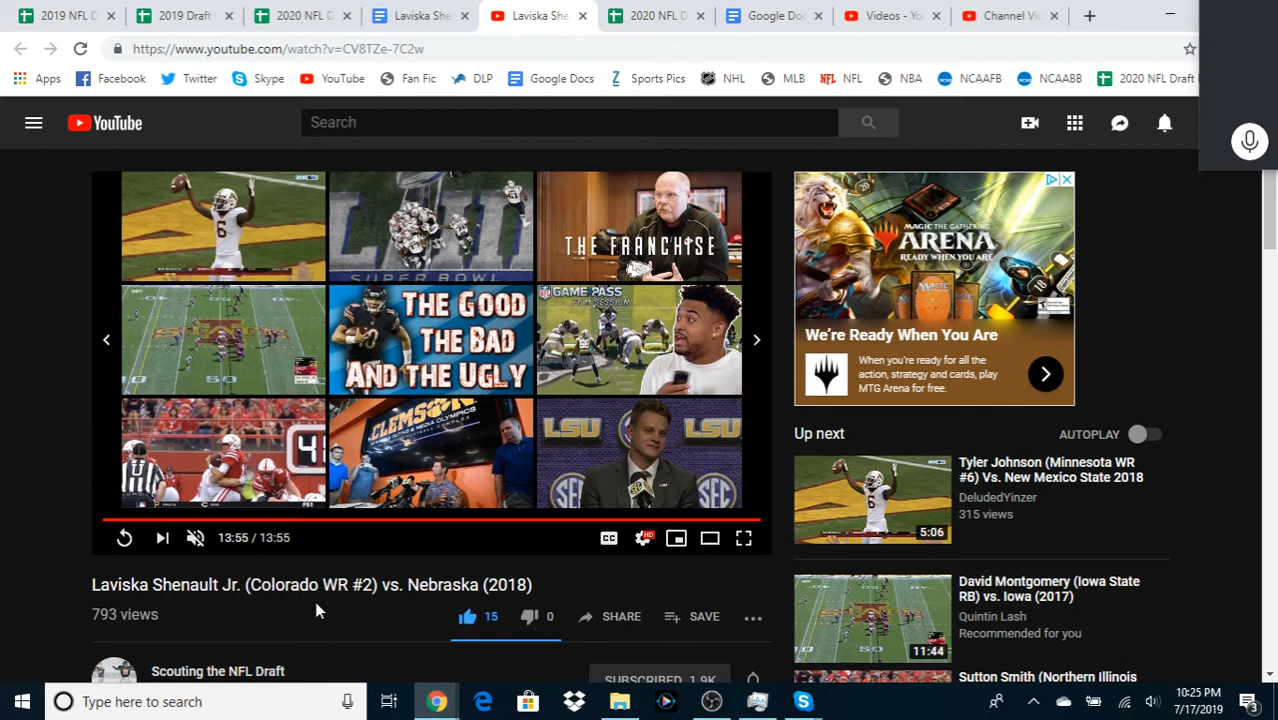 2019 NFL D
2019 Draft
2020 NFL D
Laviska She
Laviska She
2020 NFL D
Google Doc
Videos - Yo
Channel Vi
https://www.youtube.com/watch?v=CV8TZe-7C2w
Apps
Facebook
Twitter
Skype
YouTube
Fan Fic
DLP
Google Docs
Sports Pics
NHL
MLB
NFL
NBA
NCAAFB
NCAABB
2020 NFL Draft
YouTube
Search
6
LIII
SUPER BOWL
THE FRANCHISE
THE GOOD
THE BAD
AND THE UGLY
GAME PASS
FILM SESSION
CLEMSON
LSU
LSU
SEC
SEC
13:55 / 13:55
CC
HD
Laviska Shenault Jr. (Colorado WR #2) vs. Nebraska (2018)
793 views
15
0
SHARE
SAVE
Scouting the NFL Draft
SUBSCRIBED 1.9K
MAGIC THE GATHERING
ARENA
READY WHEN YOU ARE
We're Ready When You Are
When you're ready for all the
action, strategy and cards, play
MTG Arena for free.
Up next
AUTOPLAY
Tyler Johnson (Minnesota WR
#6) Vs. New Mexico State 2018
DeludedYinzer
315 views
5:06
David Montgomery (Iowa State
RB) vs. Iowa (2017)
Quintin Lash
Recommended for you
11:44
Sutton Smith (Northern Illinois
Type here to search
10:25 PM
7/17/2019
3